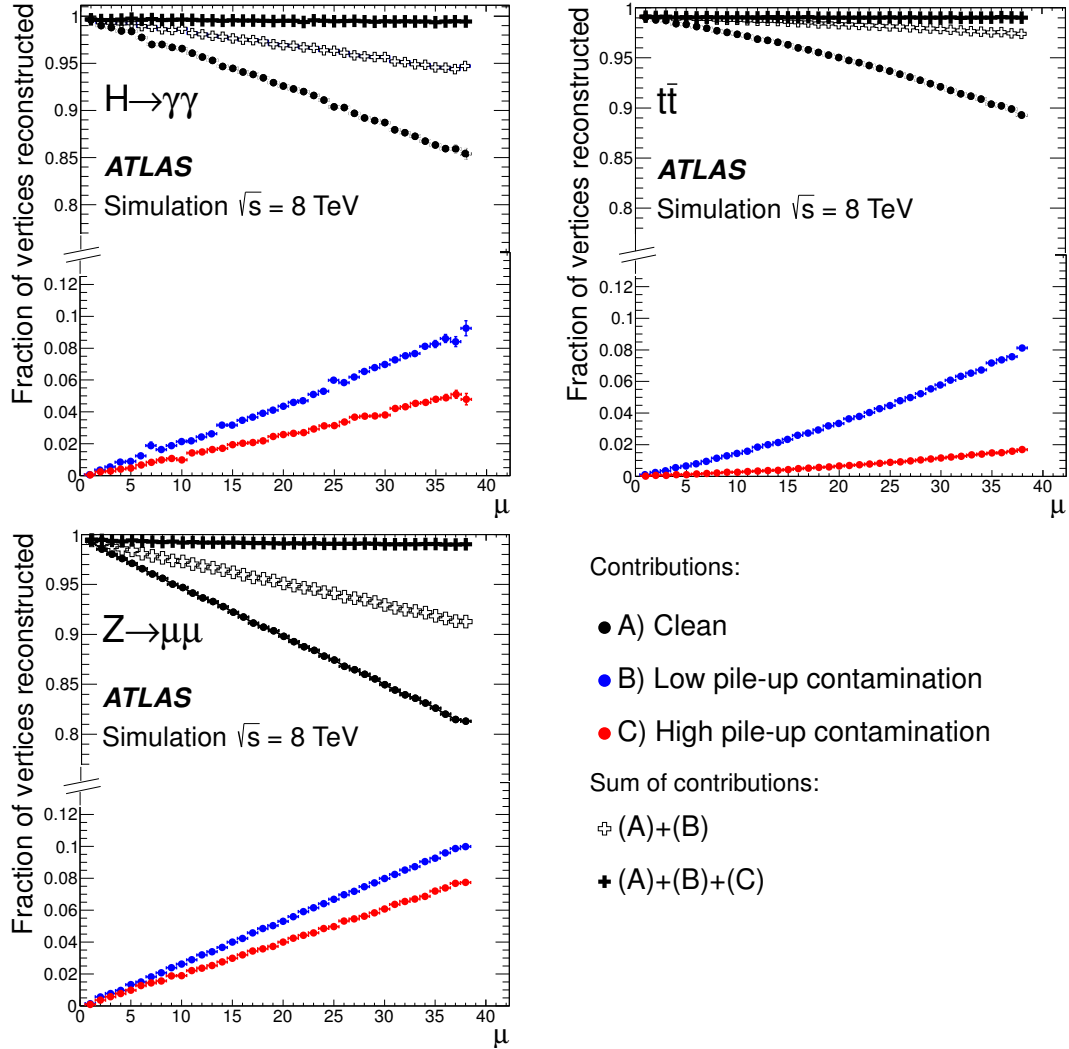 Fraction of vertices reconstructed
1
0.95
0.9
0.85
0.8
0.12
0.1
0.08
0.06
0.04
0.02
0
H→γγ
ATLAS
Simulation √s = 8 TeV
0 5 10 15 20 25 30 35 40
μ
Fraction of vertices reconstructed
1
0.95
0.9
0.85
0.8
0.12
0.1
0.08
0.06
0.04
0.02
0
tt̄
ATLAS
Simulation √s = 8 TeV
0 5 10 15 20 25 30 35 40
μ
Fraction of vertices reconstructed
1
0.95
0.9
0.85
0.8
0.12
0.1
0.08
0.06
0.04
0.02
0
Z→μμ
ATLAS
Simulation √s = 8 TeV
0 5 10 15 20 25 30 35 40
μ
Contributions:
A) Clean
B) Low pile-up contamination
C) High pile-up contamination
Sum of contributions:
(A)+(B)
(A)+(B)+(C)